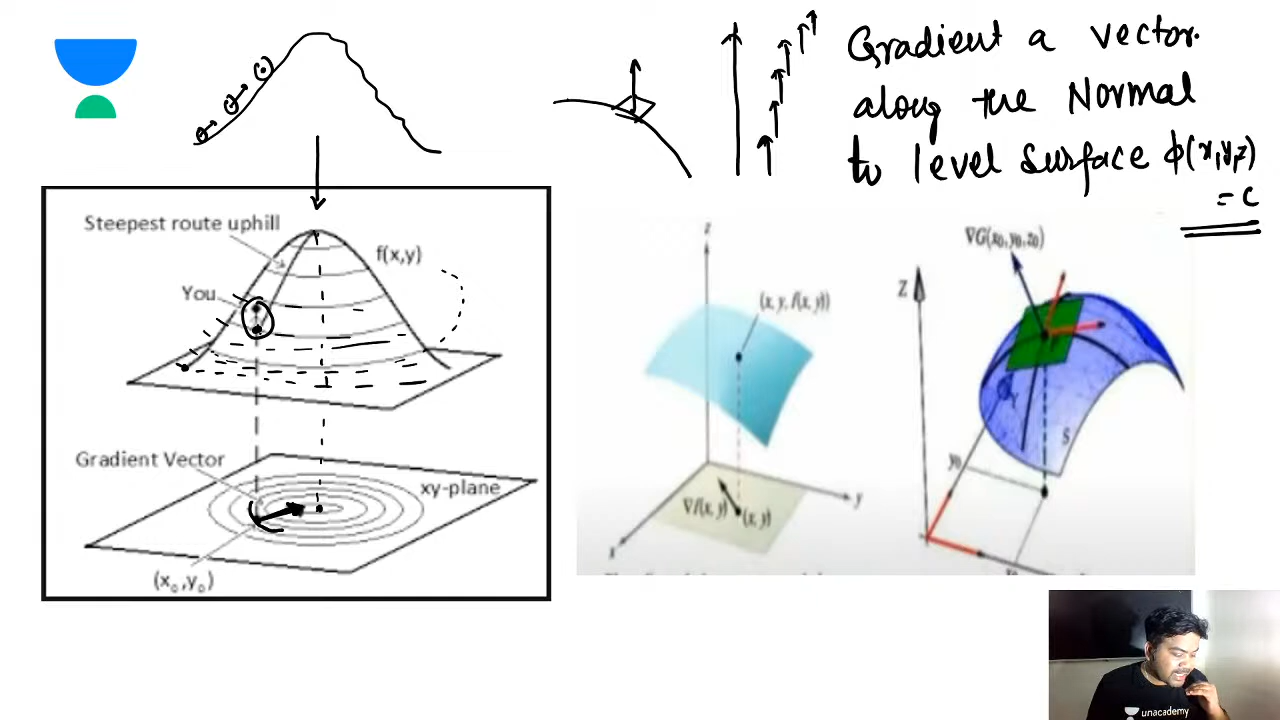 Gradient a vector.
along the Normal
to level surface ϕ(x,y,z)
= C
Steepest route uphill
f(x,y)
You
Gradient Vector
xy-plane
(x₀,y₀)
z
(x, y, f(x, y))
∇f(x, y)
(x, y)
y
x
∇G(x₀, y₀, z₀)
Z
S
y₀
unacademy